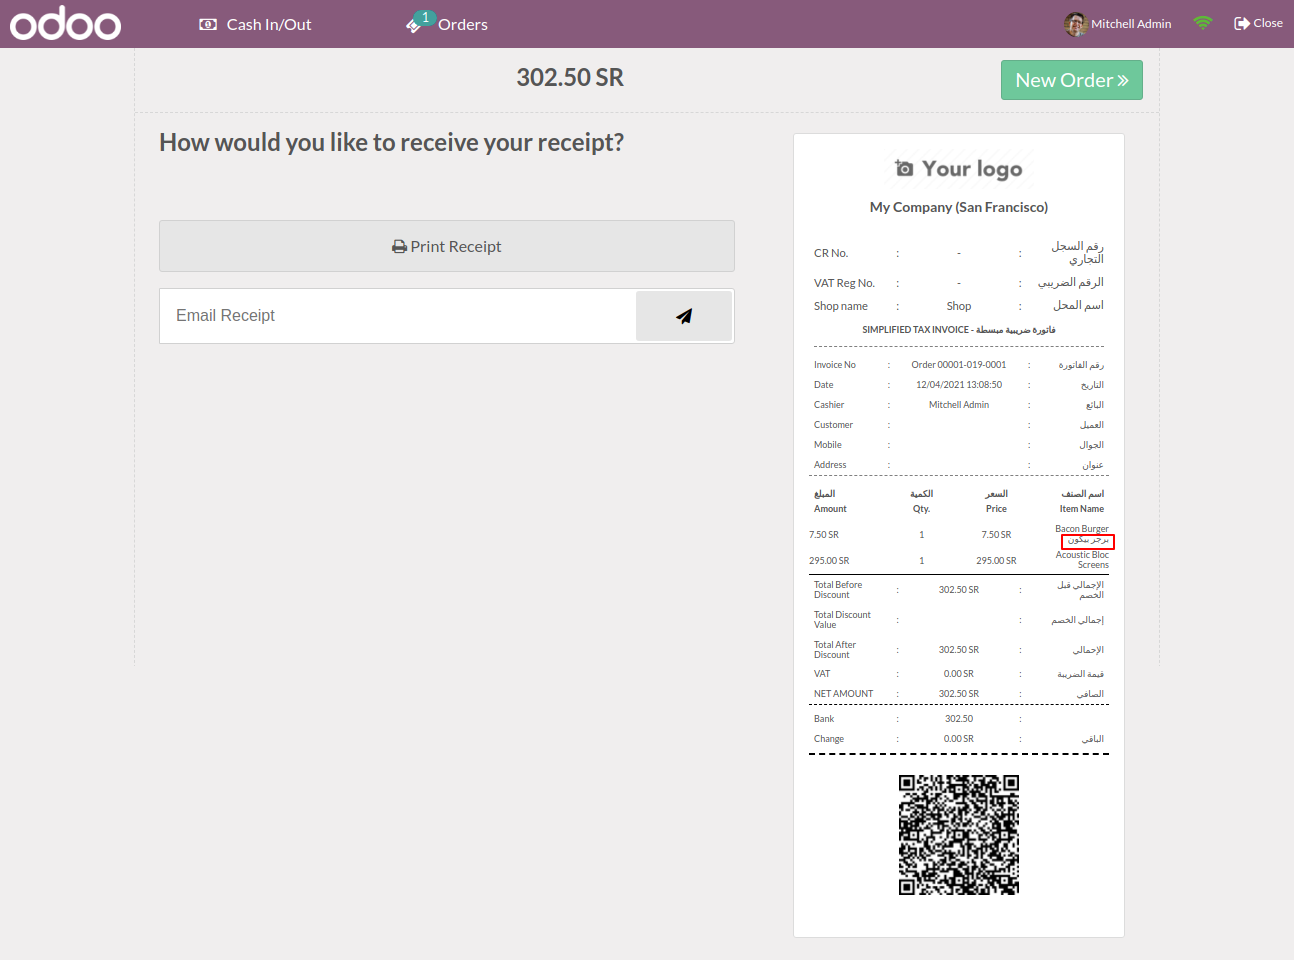 odoo
Cash In/Out
1
Orders
Mitchell Admin
Close
302.50 SR
New Order »
How would you like to receive your receipt?
Print Receipt
Email Receipt
Your logo
My Company (San Francisco)
CR No. : - : رقم السجل التجاري
VAT Reg No. : - : الرقم الضريبي
Shop name : Shop : اسم المحل
SIMPLIFIED TAX INVOICE - فاتورة ضريبية مبسطة
Invoice No : Order 00001-019-0001 : رقم الفاتورة
Date : 12/04/2021 13:08:50 : التاريخ
Cashier : Mitchell Admin : البائع
Customer : : العميل
Mobile : : الجوال
Address : : عنوان
المبلغ الكمية السعر اسم الصنف
Amount Qty. Price Item Name
7.50 SR 1 7.50 SR Bacon Burger
برجر بيكون
295.00 SR 1 295.00 SR Acoustic Bloc
Screens
Total Before Discount : 302.50 SR : الإجمالي قبل الخصم
Total Discount Value : : إجمالي الخصم
Total After Discount : 302.50 SR : الإجمالي
VAT : 0.00 SR : قيمة الضريبة
NET AMOUNT : 302.50 SR : الصافي
Bank : 302.50 :
Change : 0.00 SR : الباقي